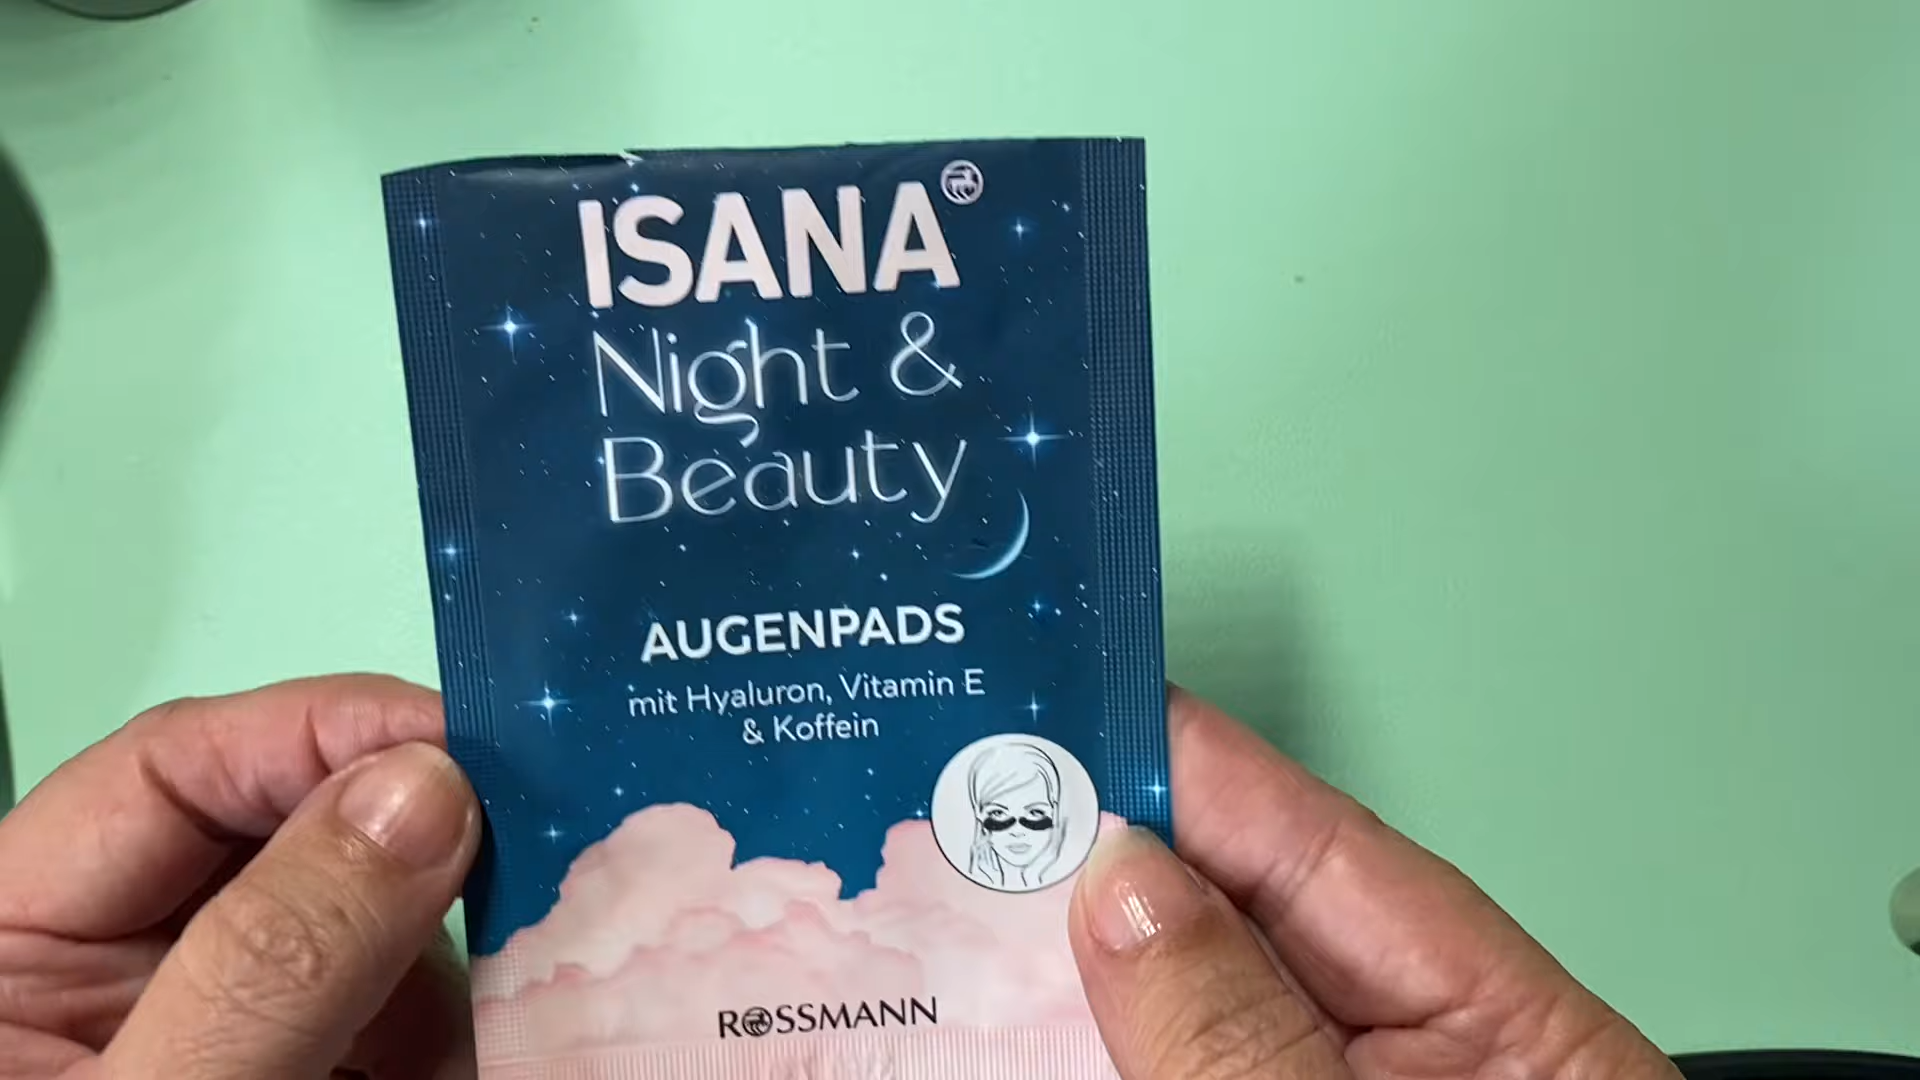 ISANA
Night &
Beauty
AUGENPADS
mit Hyaluron, Vitamin E
& Koffein
ROSSMANN